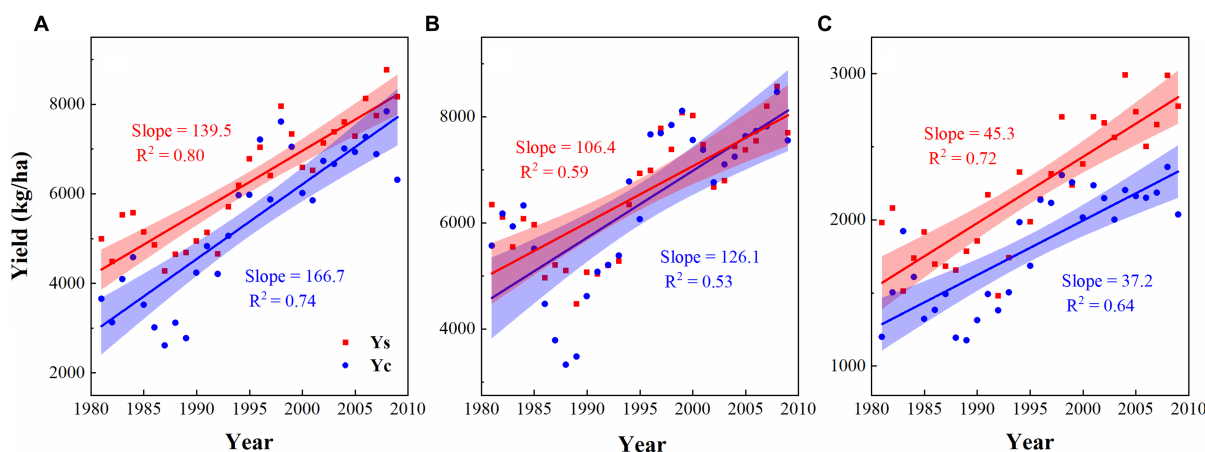 A
B
C
Yield (kg/ha)
8000
6000
4000
2000
Slope = 139.5
R² = 0.80
Slope = 166.7
R² = 0.74
Ys
Yc
1980 1985 1990 1995 2000 2005 2010
Year
8000
6000
4000
Slope = 106.4
R² = 0.59
Slope = 126.1
R² = 0.53
1980 1985 1990 1995 2000 2005 2010
Year
3000
2000
1000
Slope = 45.3
R² = 0.72
Slope = 37.2
R² = 0.64
1980 1985 1990 1995 2000 2005 2010
Year